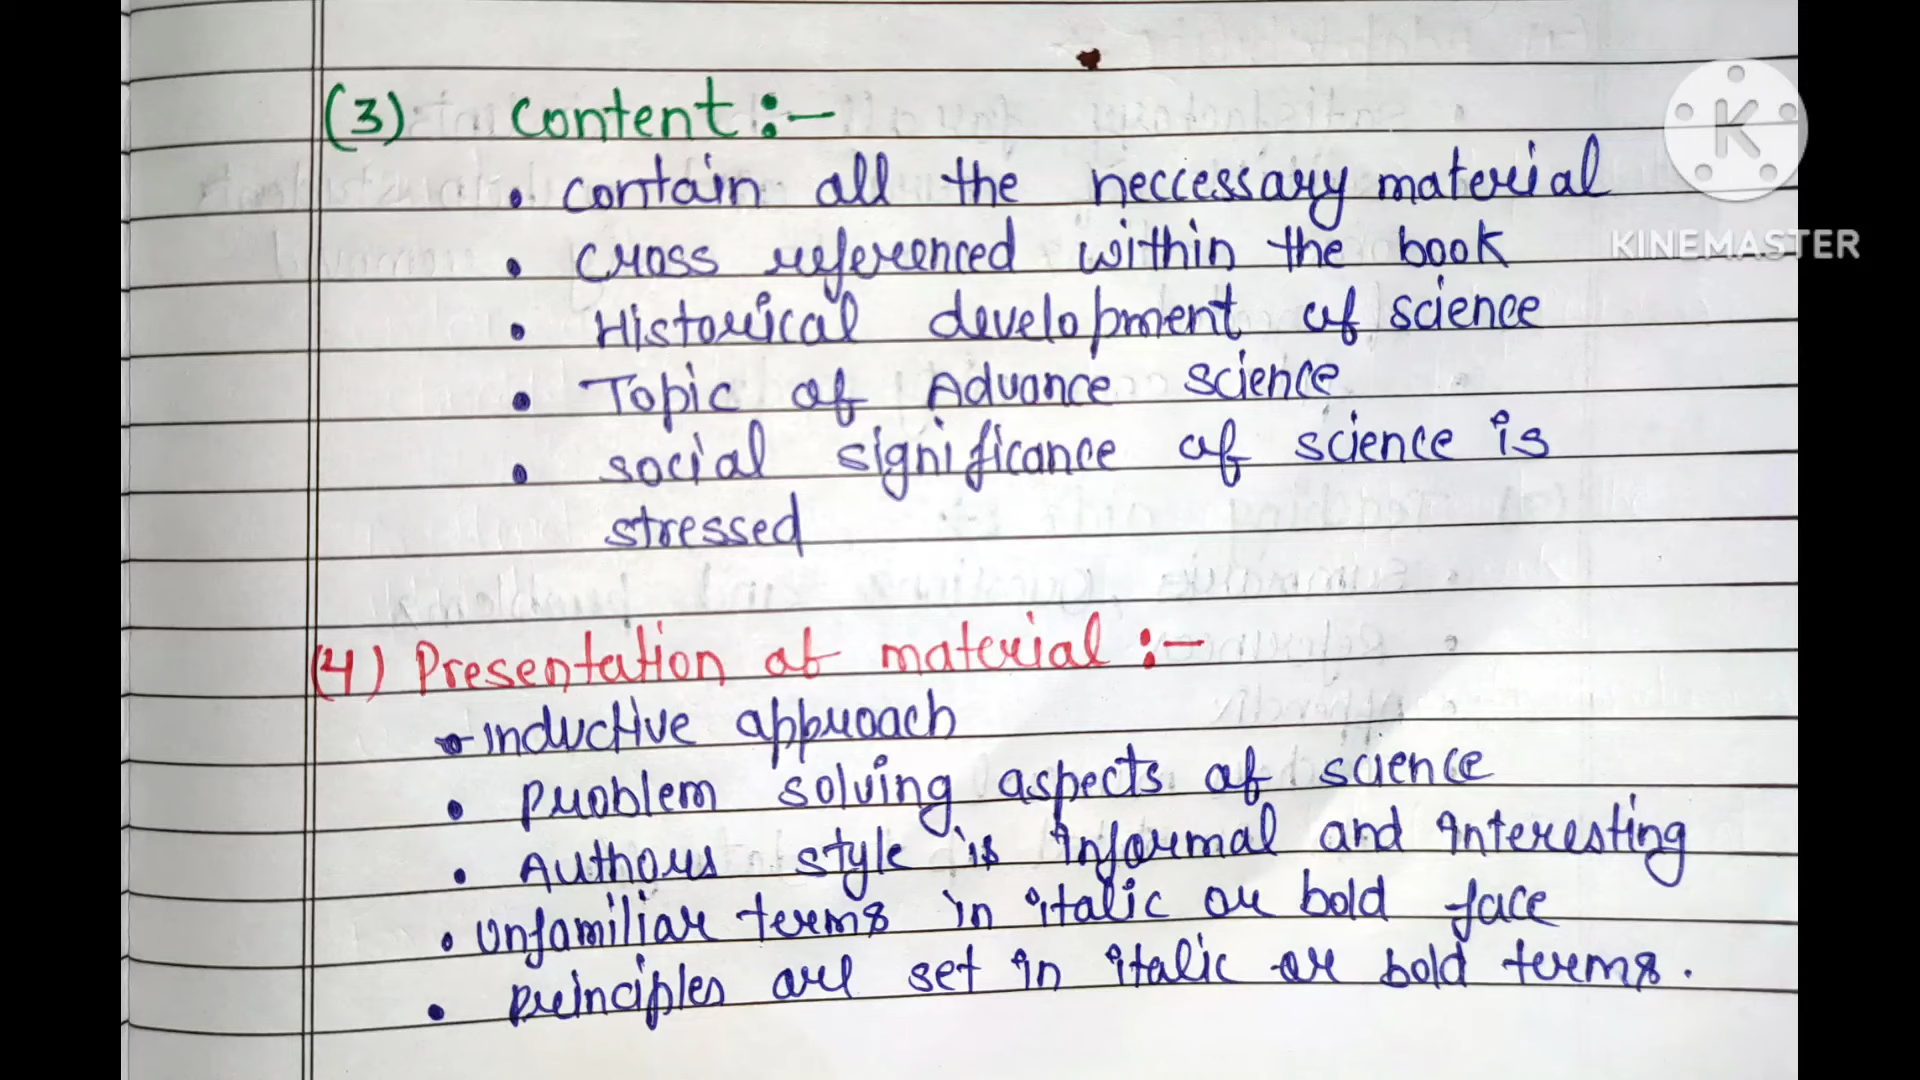 (3) Content :-
• contain all the neccessary material
• cross referenced within the book
• Historical development of science
• Topic of Advance science
• social significance of science is
stressed
(4) Presentation of material :-
• inductive approach
• problem solving aspects of science
• Authors style is informal and interesting
• unfamiliar terms in italic or bold face
• principles are set in italic or bold terms.
K
KINEMASTER